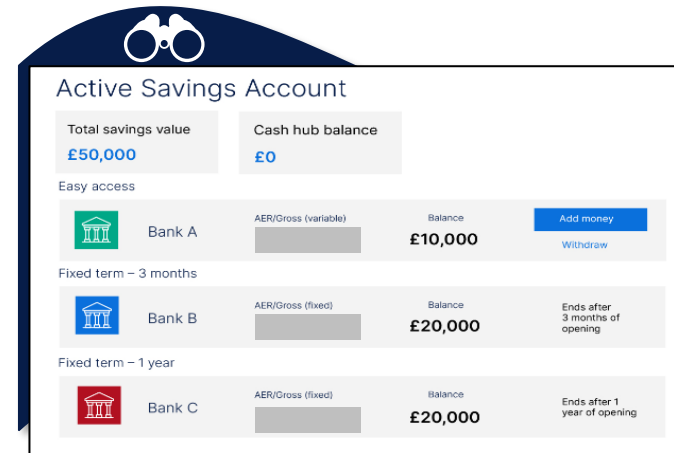 Active Savings Account
Total savings value
£50,000
Cash hub balance
£0
Easy access
Bank A
AER/Gross (variable)
Balance
£10,000
Add money
Withdraw
Fixed term – 3 months
Bank B
AER/Gross (fixed)
Balance
£20,000
Ends after
3 months of
opening
Fixed term – 1 year
Bank C
AER/Gross (fixed)
Balance
£20,000
Ends after 1
year of opening